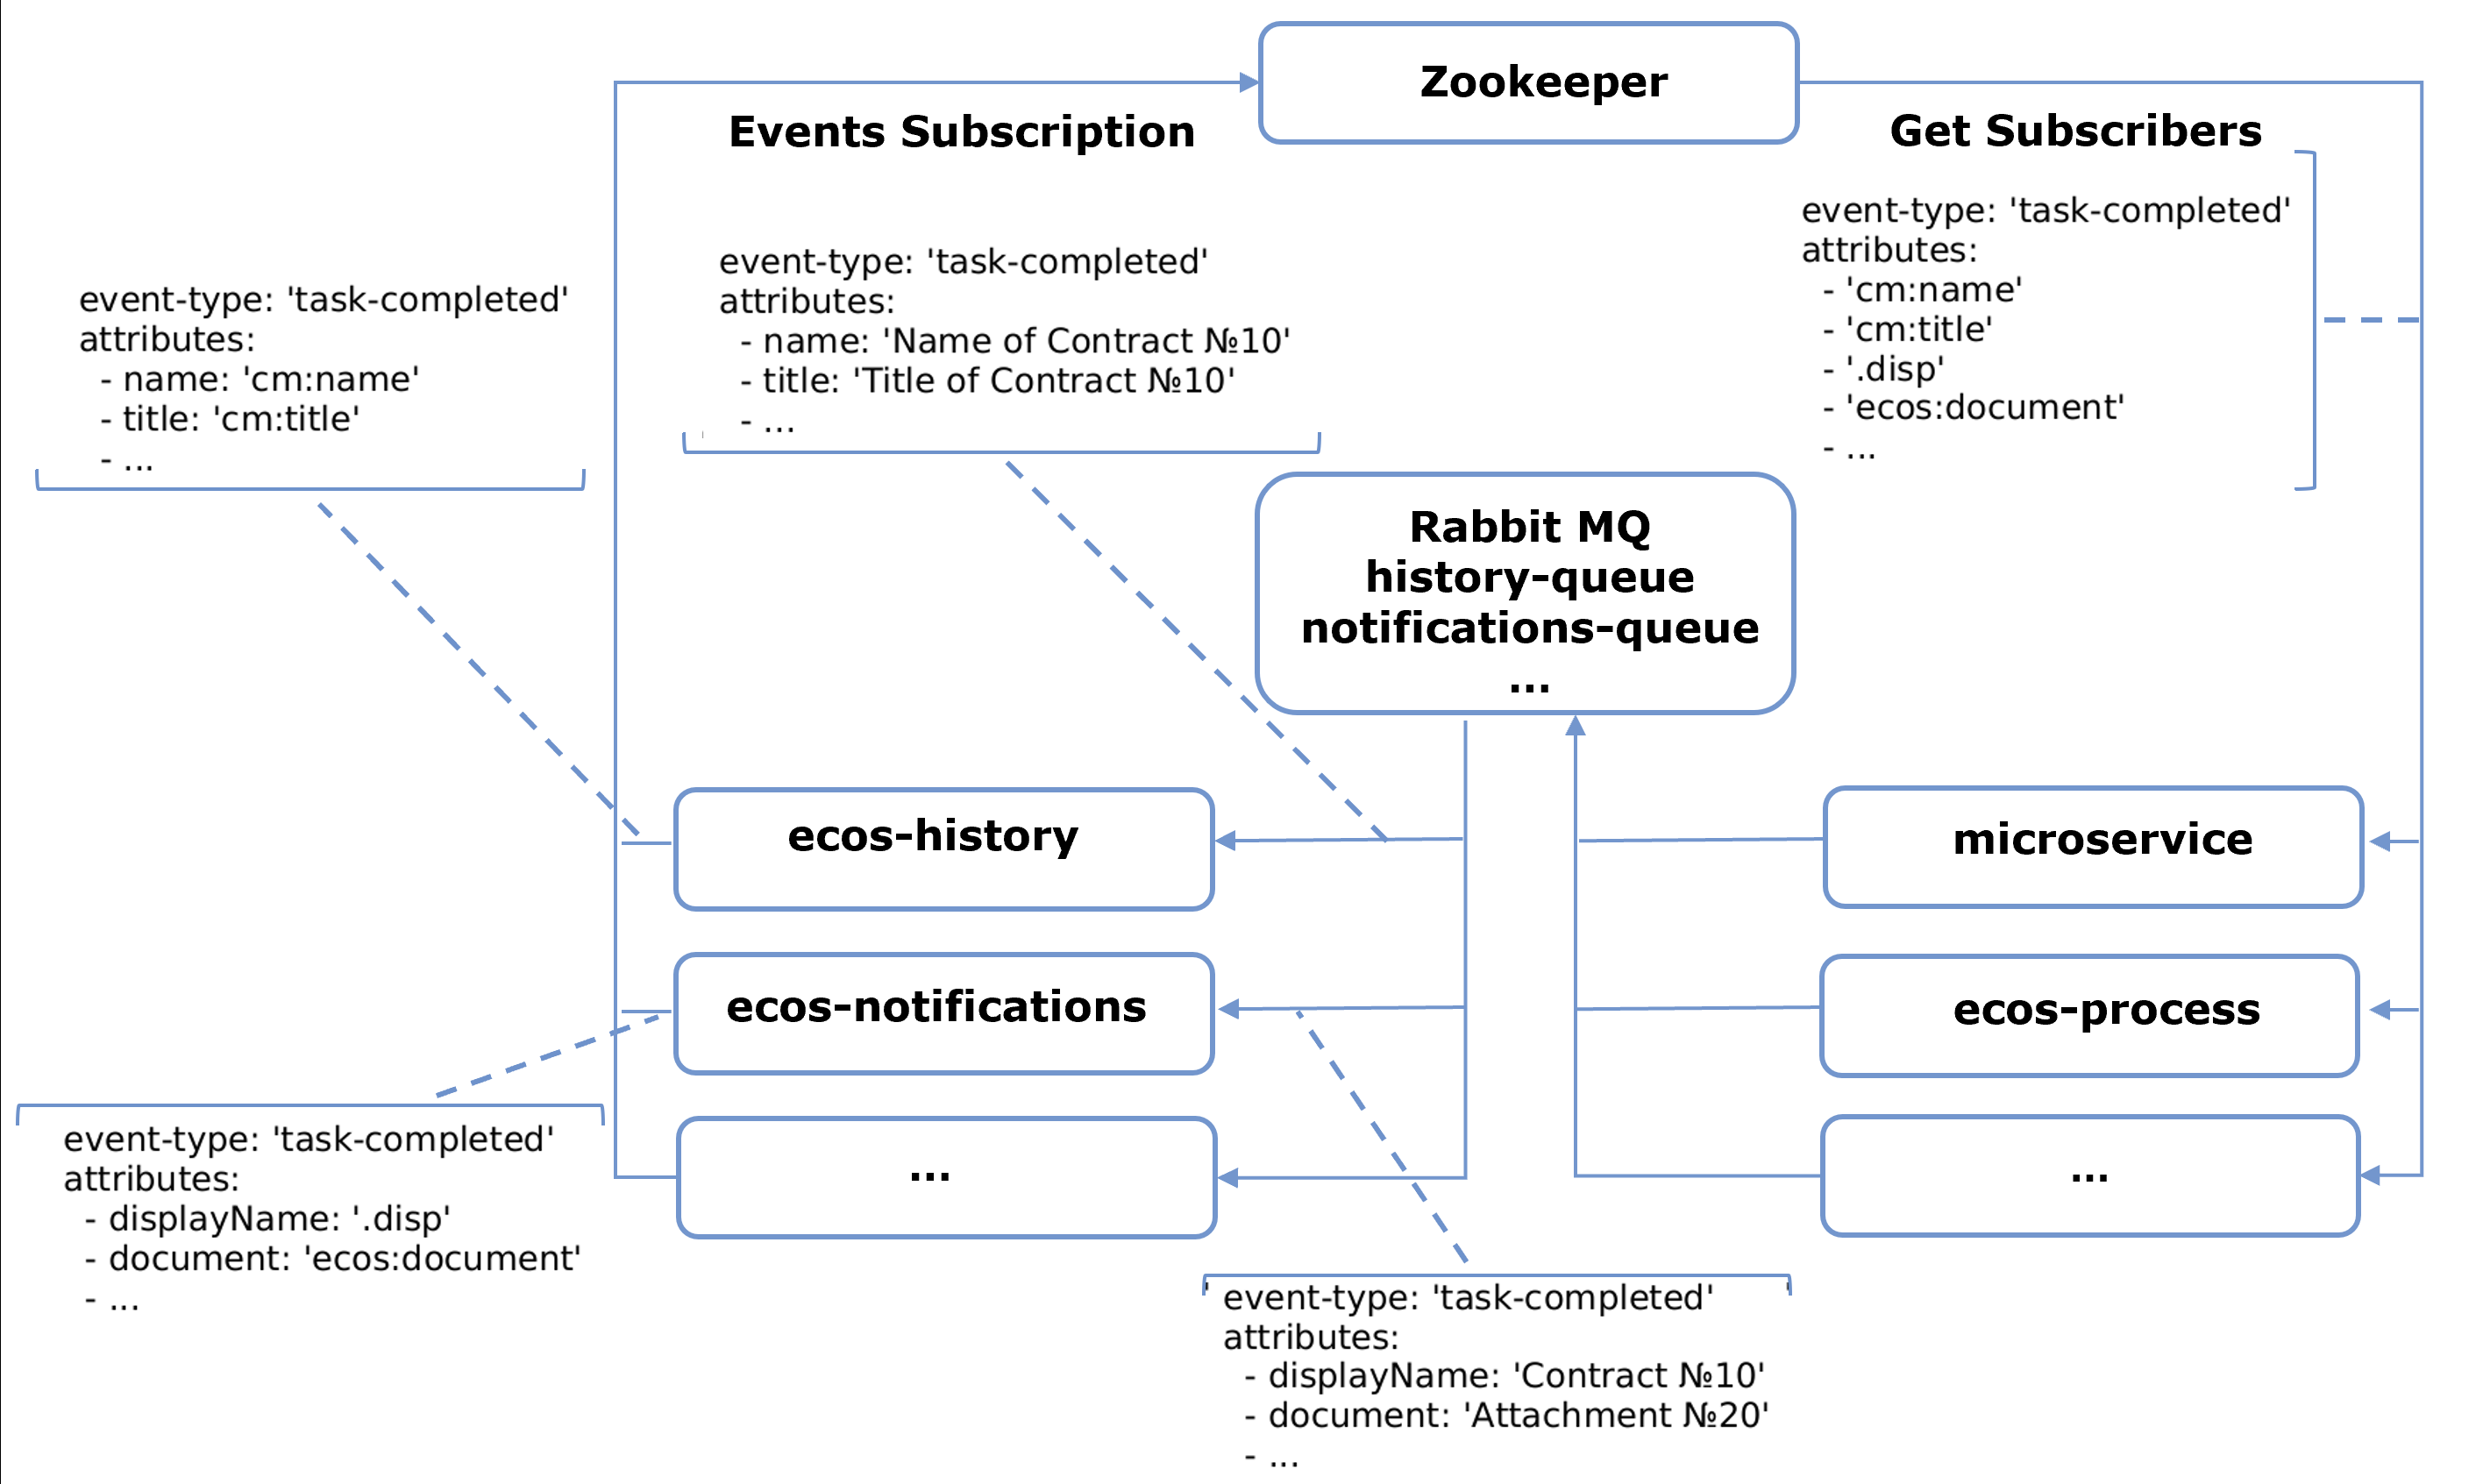 Zookeeper
Events Subscription
Get Subscribers
event-type: 'task-completed'
attributes:
- name: 'cm:name'
- title: 'cm:title'
- ...
event-type: 'task-completed'
attributes:
- name: 'Name of Contract №10'
- title: 'Title of Contract №10'
- ...
event-type: 'task-completed'
attributes:
- 'cm:name'
- 'cm:title'
- '.disp'
- 'ecos:document'
- ...
Rabbit MQ
history-queue
notifications-queue
...
ecos-history
microservice
ecos-notifications
ecos-process
...
...
event-type: 'task-completed'
attributes:
- displayName: '.disp'
- document: 'ecos:document'
- ...
event-type: 'task-completed'
attributes:
- displayName: 'Contract №10'
- document: 'Attachment №20'
- ...